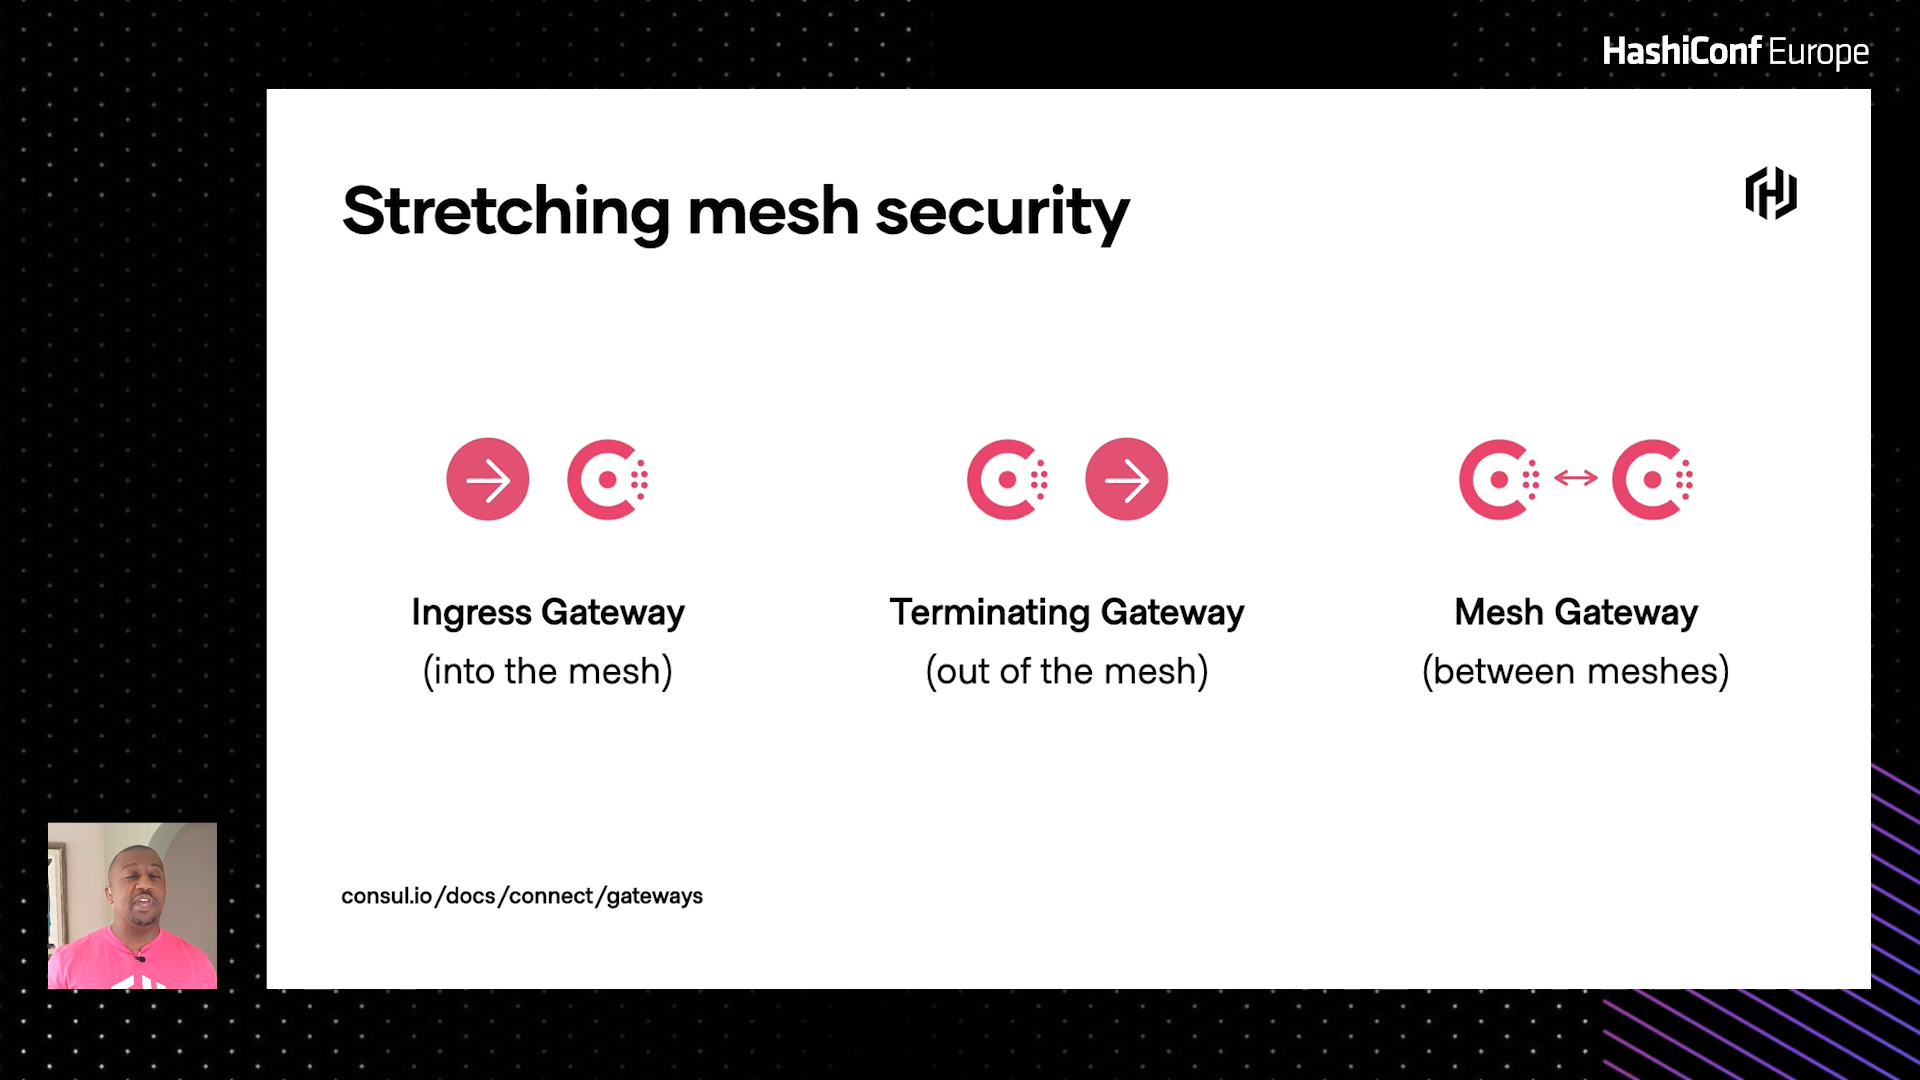 HashiConf Europe
Stretching mesh security
Ingress Gateway
(into the mesh)
Terminating Gateway
(out of the mesh)
Mesh Gateway
(between meshes)
consul.io/docs/connect/gateways